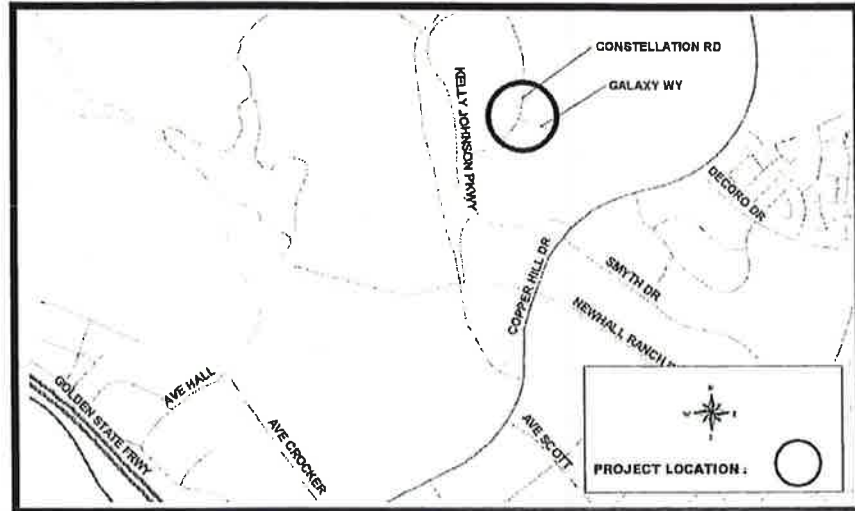 CONSTELLATION RD
GALAXY WY
KELLY JOHNSON PKWY
DECORO DR
COPPER HILL DR
SMYTH DR
NEWHALL RANCH
AVE HALL
GOLDEN STATE FRWY
AVE CROCKER
AVE SCOTT
N
W E
S
PROJECT LOCATION :